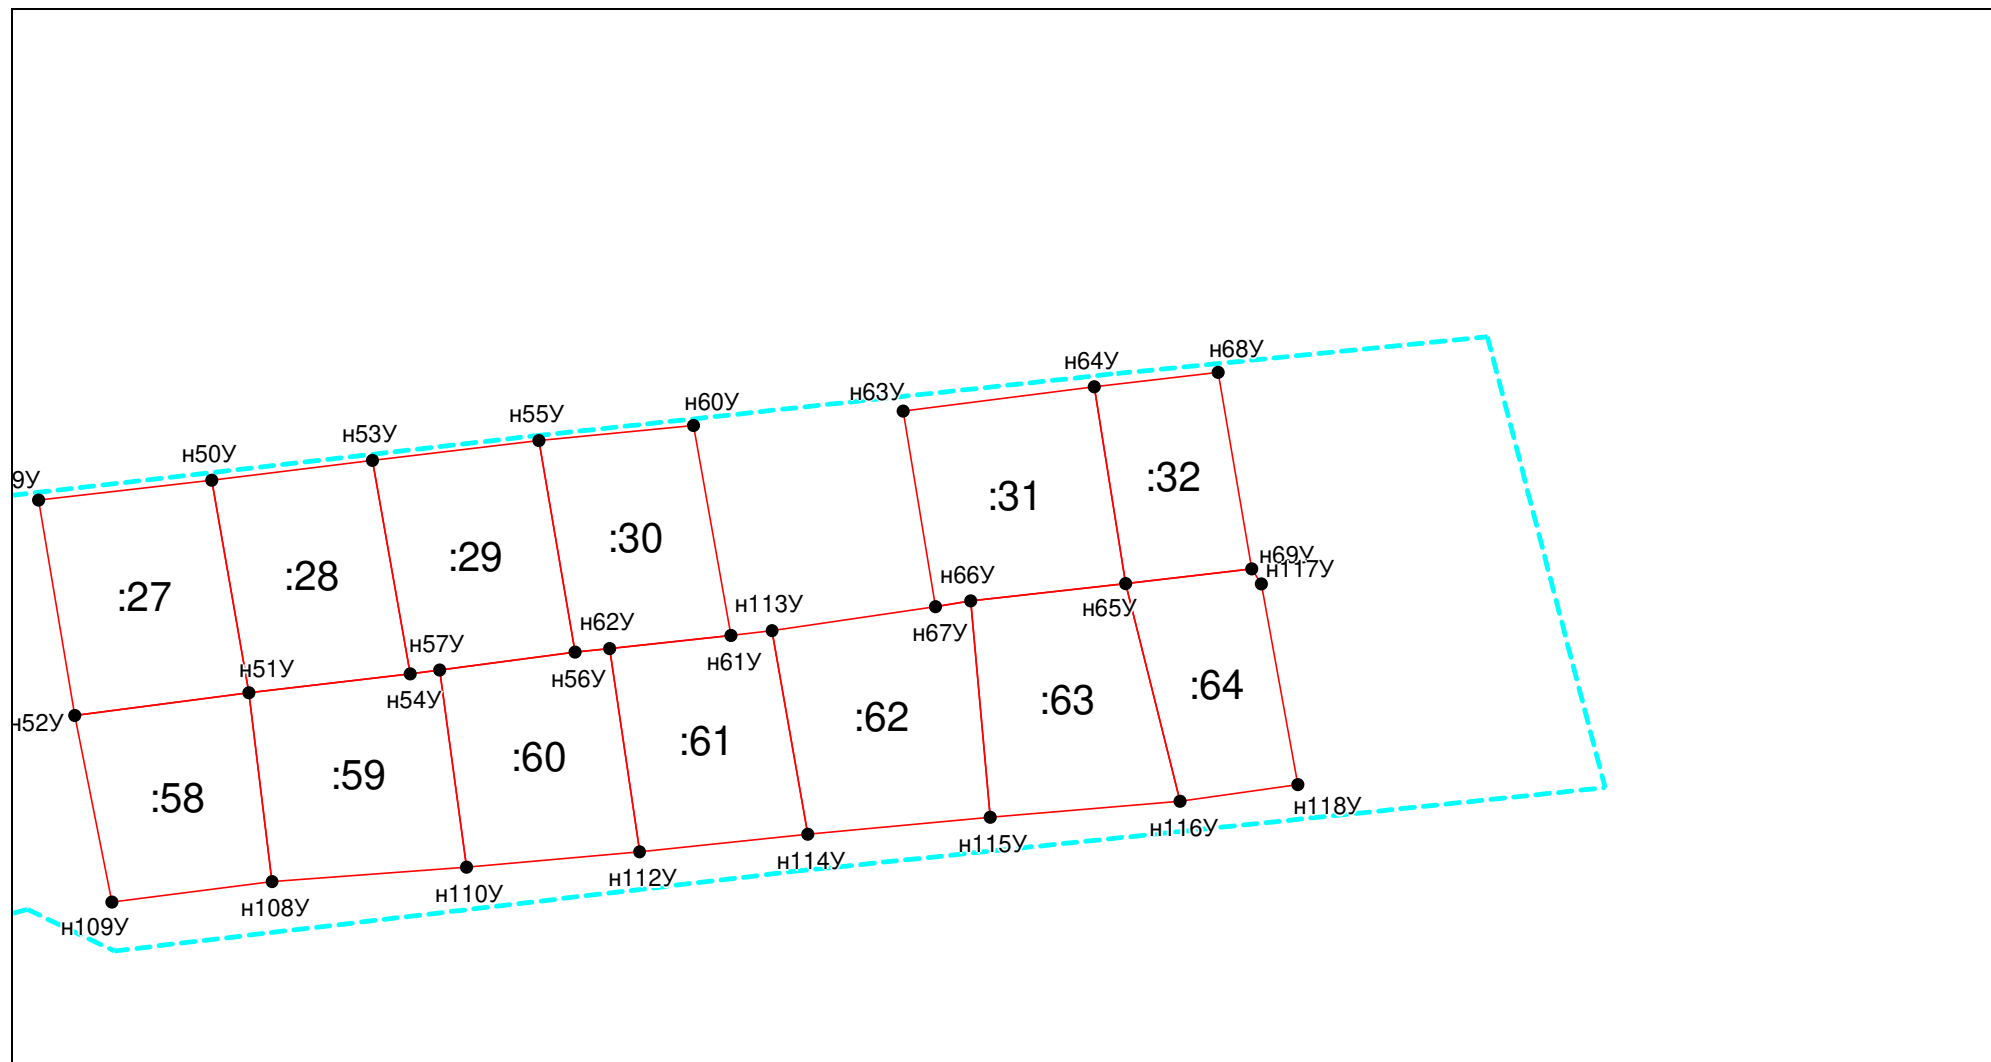 н68У
н64У
н63У
н60У
н55У
н53У
н50У
9У
:32
:31
:30
:29
:28
:27
н69У
н117У
н66У
н65У
н113У
н62У
н67У
н57У
н61У
н51У
н56У
н54У
н52У
:64
:63
:62
:61
:60
:59
:58
н118У
н116У
н115У
н114У
н112У
н110У
н108У
н109У